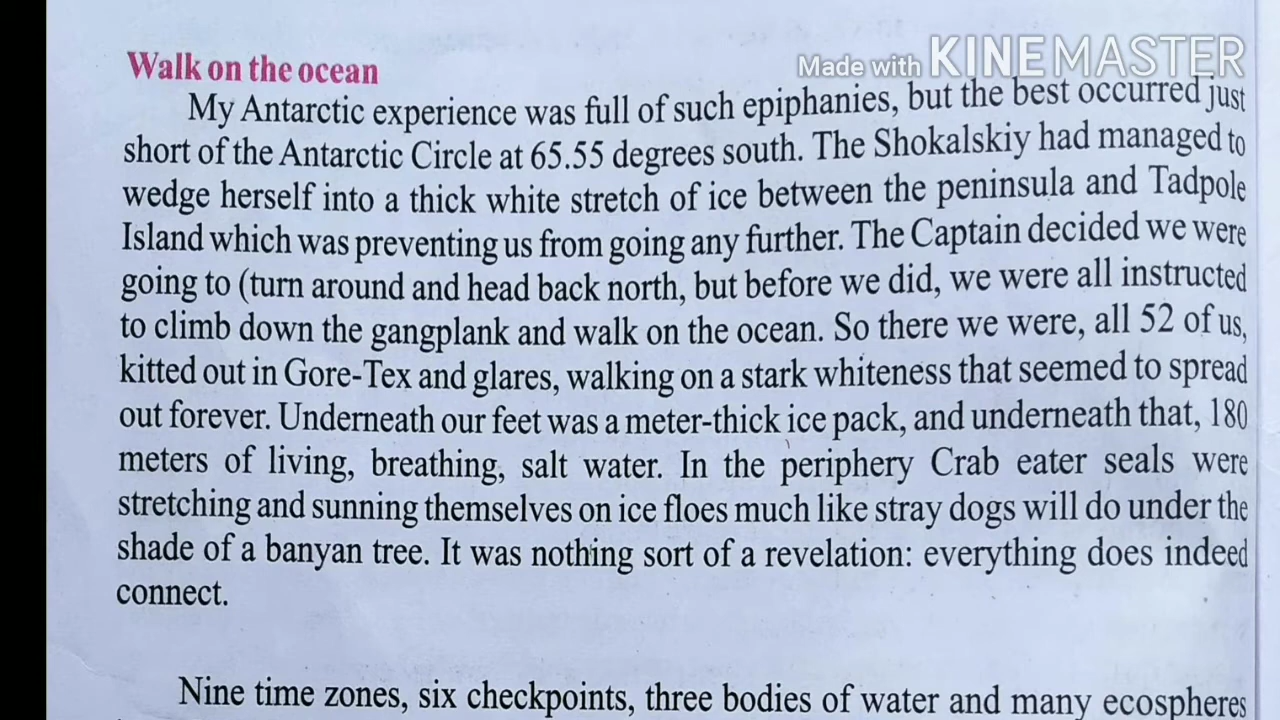 Made with KINEMASTER
Walk on the ocean
My Antarctic experience was full of such epiphanies, but the best occurred just
short of the Antarctic Circle at 65.55 degrees south. The Shokalskiy had managed to
wedge herself into a thick white stretch of ice between the peninsula and Tadpole
Island which was preventing us from going any further. The Captain decided we were
going to (turn around and head back north, but before we did, we were all instructed
to climb down the gangplank and walk on the ocean. So there we were, all 52 of us,
kitted out in Gore-Tex and glares, walking on a stark whiteness that seemed to spread
out forever. Underneath our feet was a meter-thick ice pack, and underneath that, 180
meters of living, breathing, salt water. In the periphery Crab eater seals were
stretching and sunning themselves on ice floes much like stray dogs will do under the
shade of a banyan tree. It was nothing sort of a revelation: everything does indeed
connect.
Nine time zones, six checkpoints, three bodies of water and many ecospheres